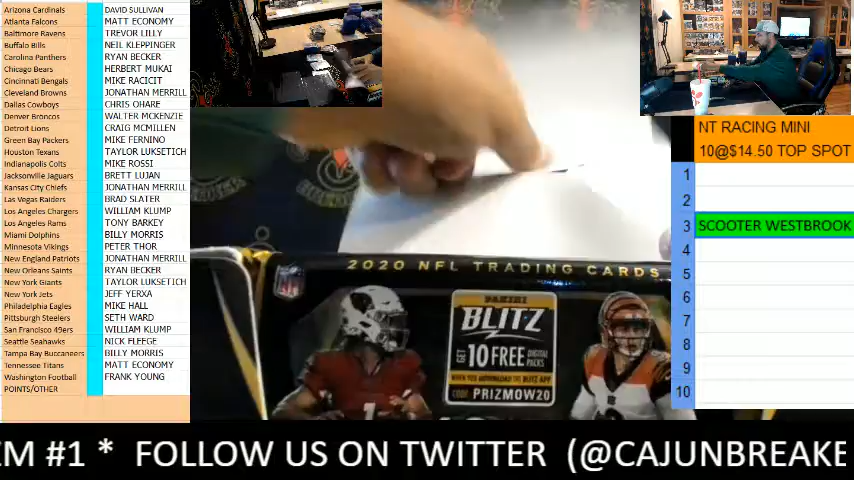 Arizona Cardinals DAVID SULLIVAN
Atlanta Falcons MATT ECONOMY
Baltimore Ravens TREVOR LILLY
Buffalo Bills NEIL KLEPPINGER
Carolina Panthers RYAN BECKER
Chicago Bears HERBERT MUKAI
Cincinnati Bengals MIKE RACICIT
Cleveland Browns JONATHAN MERRILL
Dallas Cowboys CHRIS OHARE
Denver Broncos WALTER MCKENZIE
Detroit Lions CRAIG MCMILLEN
Green Bay Packers MIKE FERNINO
Houston Texans TAYLOR LUKSETICH
Indianapolis Colts MIKE ROSSI
Jacksonville Jaguars BRETT LUJAN
Kansas City Chiefs JONATHAN MERRILL
Las Vegas Raiders BRAD SLATER
Los Angeles Chargers WILLIAM KLUMP
Los Angeles Rams TONY BARKEY
Miami Dolphins BILLY MORRIS
Minnesota Vikings PETER THOR
New England Patriots JONATHAN MERRILL
New Orleans Saints RYAN BECKER
New York Giants TAYLOR LUKSETICH
New York Jets JEFF YERXA
Philadelphia Eagles MIKE HALL
Pittsburgh Steelers SETH WARD
San Francisco 49ers WILLIAM KLUMP
Seattle Seahawks NICK FLEEGE
Tampa Bay Buccaneers BILLY MORRIS
Tennessee Titans MATT ECONOMY
Washington Football FRANK YOUNG
POINTS/OTHER
NT RACING MINI
10@$14.50 TOP SPOT
1
2
3 SCOOTER WESTBROOK
4
5
6
7
8
9
10
2020 NFL TRADING CARDS
NFL
PANINI
BLITZ
GET 10 FREE DIGITAL PACKS
WHEN YOU DOWNLOAD THE BLITZ APP
CODE PRIZMOW20
EM #1 * FOLLOW US ON TWITTER (@CAJUNBREAKE